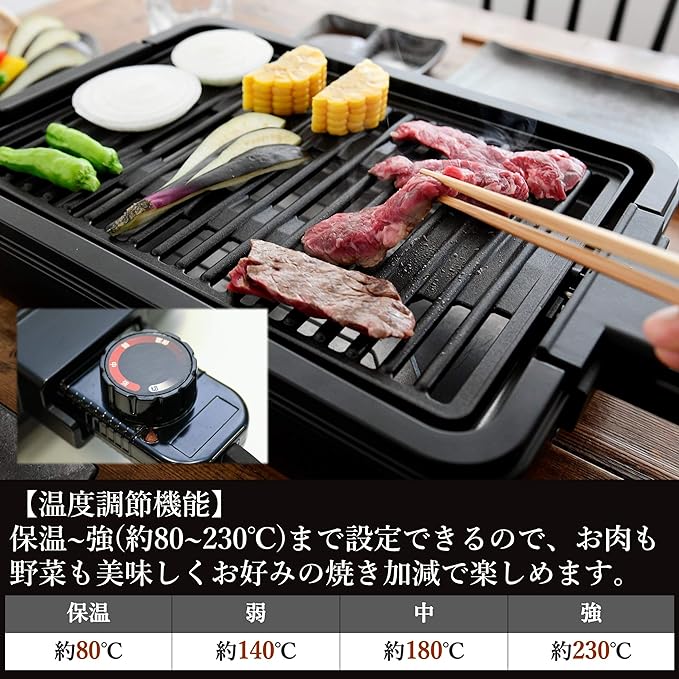 【温度調節機能】
保温~強(約80~230℃)まで設定できるので、お肉も
野菜も美味しくお好みの焼き加減で楽しめます。
保温 弱 中 強
約80℃ 約140℃ 約180℃ 約230℃